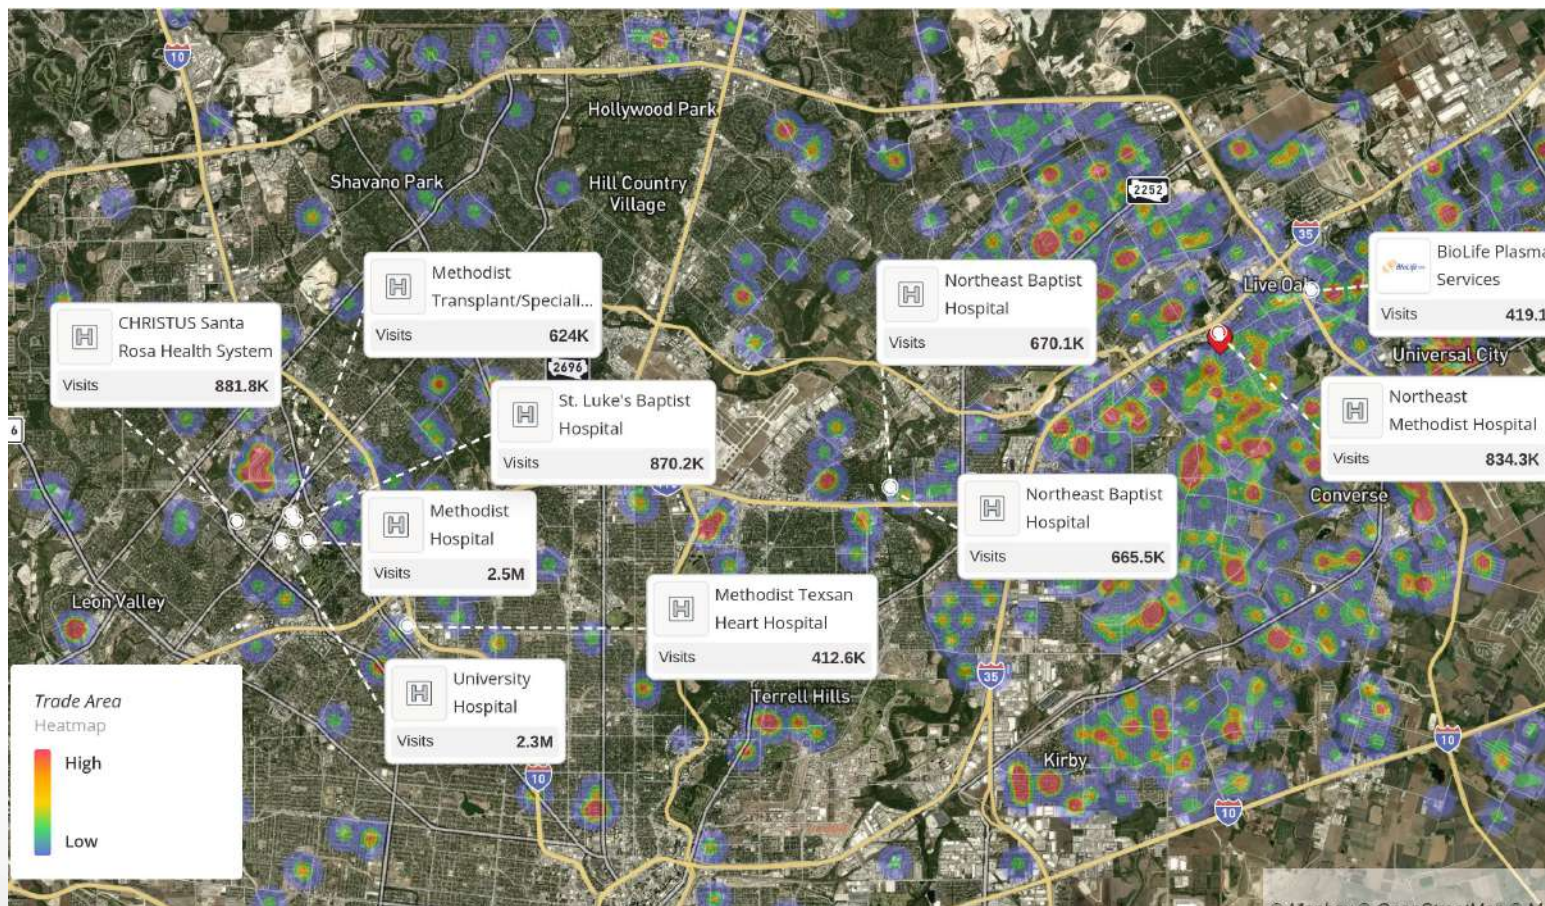 10
Hollywood Park
Shavano Park
Hill Country
Village
2252
35
Live Oak
BioLife Plasma
Services
Visits 419.1
Methodist
Transplant/Speciali...
Visits 624K
Northeast Baptist
Hospital
Visits 670.1K
CHRISTUS Santa
Rosa Health System
Visits 881.8K
Universal City
2696
St. Luke's Baptist
Hospital
Visits 870.2K
Northeast
Methodist Hospital
Visits 834.3K
6
Northeast Baptist
Hospital
Visits 665.5K
Converse
Methodist
Hospital
Visits 2.5M
Leon Valley
Methodist Texsan
Heart Hospital
Visits 412.6K
University
Hospital
Visits 2.3M
35
Terrell Hills
Kirby
10
10
10
Trade Area
Heatmap
High
Low